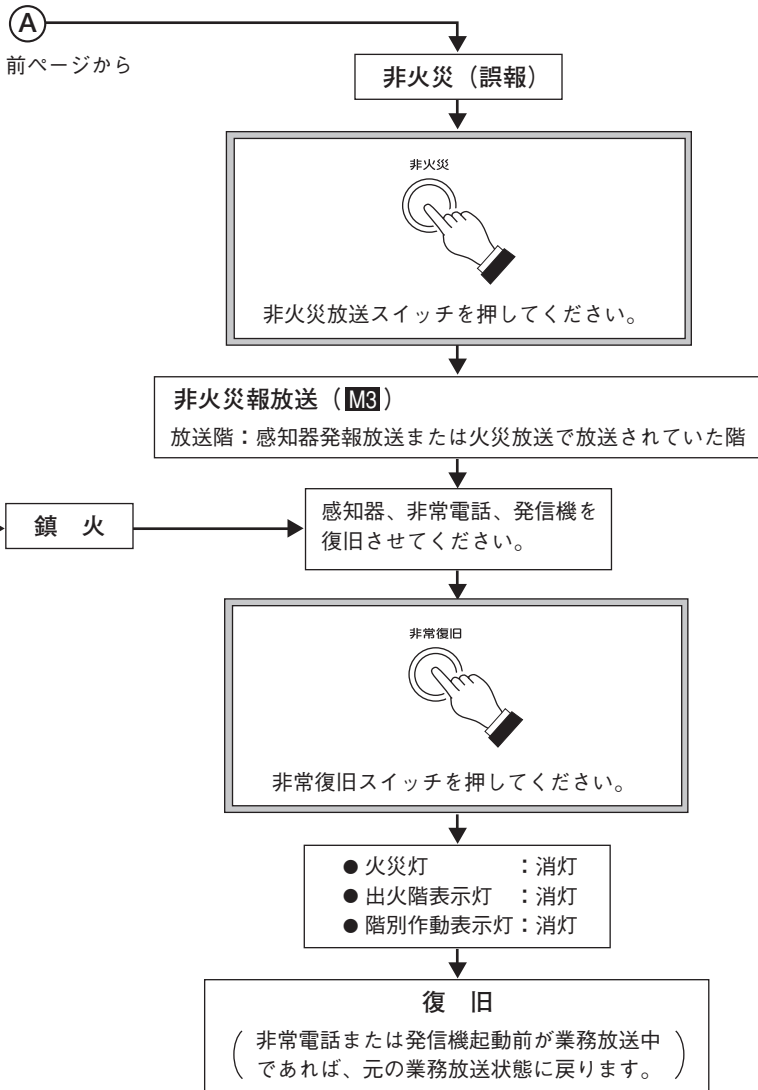 A
前ページから
非火災（誤報）
非火災
非火災放送スイッチを押してください。
非火災報放送（M3）
放送階：感知器発報放送または火災放送で放送されていた階
鎮　火
感知器、非常電話、発信機を
復旧させてください。
非常復旧
非常復旧スイッチを押してください。
●火災灯　　　　：消灯
●出火階表示灯　：消灯
●階別作動表示灯：消灯
復　旧
（非常電話または発信機起動前が業務放送中
であれば、元の業務放送状態に戻ります。）